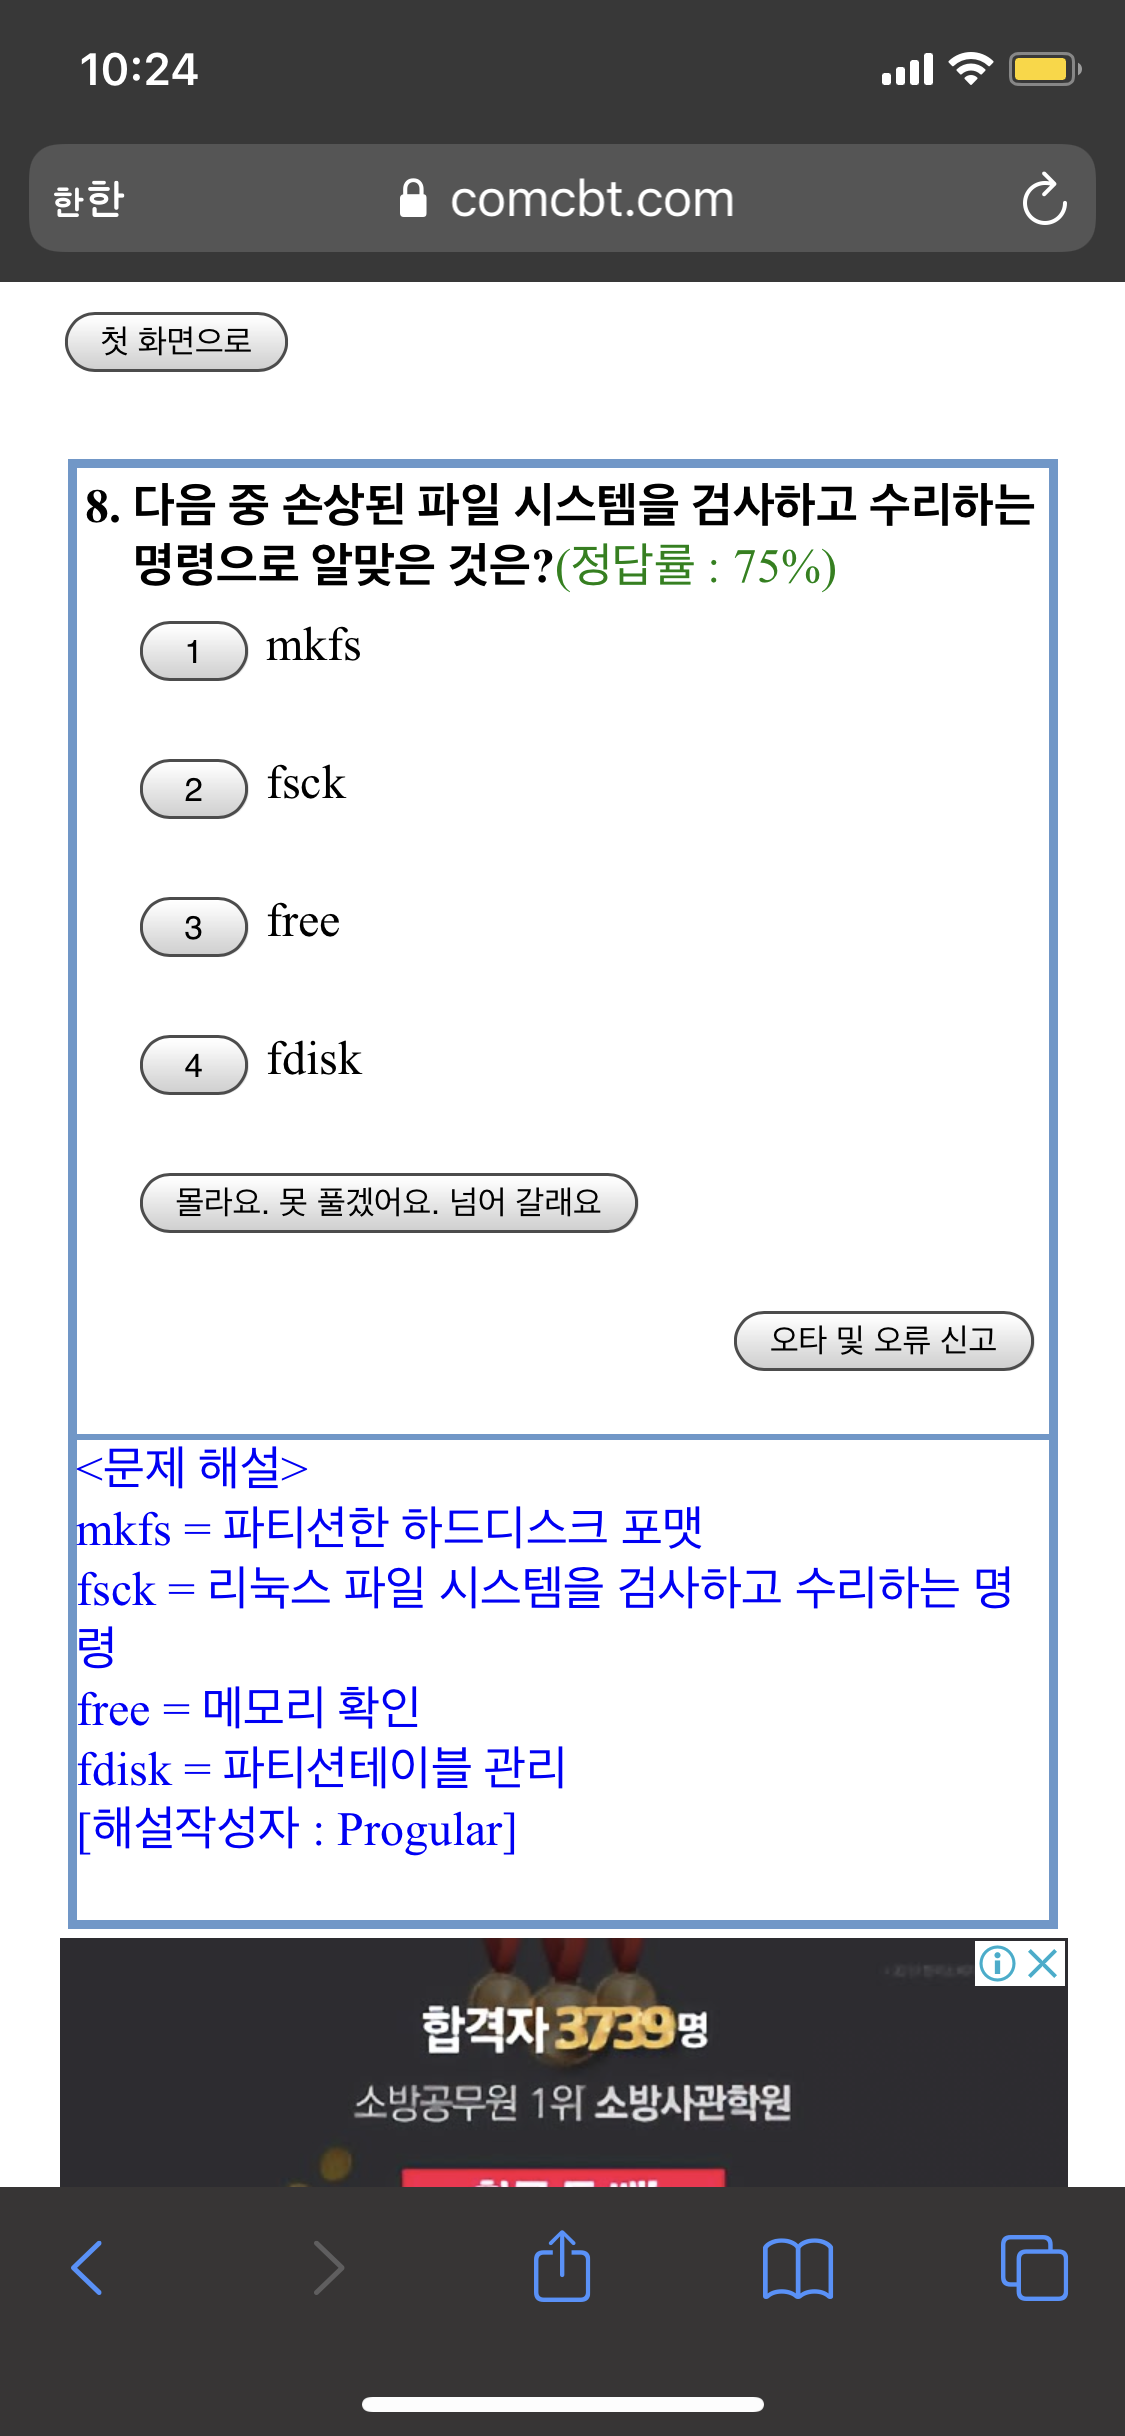 10:24
한한
comcbt.com
첫 화면으로
8. 다음 중 손상된 파일 시스템을 검사하고 수리하는
명령으로 알맞은 것은?(정답률 : 75%)
1 mkfs
2 fsck
3 free
4 fdisk
몰라요. 못 풀겠어요. 넘어 갈래요
오타 및 오류 신고
<문제 해설>
mkfs = 파티션한 하드디스크 포맷
fsck = 리눅스 파일 시스템을 검사하고 수리하는 명
령
free = 메모리 확인
fdisk = 파티션테이블 관리
[해설작성자 : Progular]
합격자 3739명
소방공무원 1위 소방사관학원